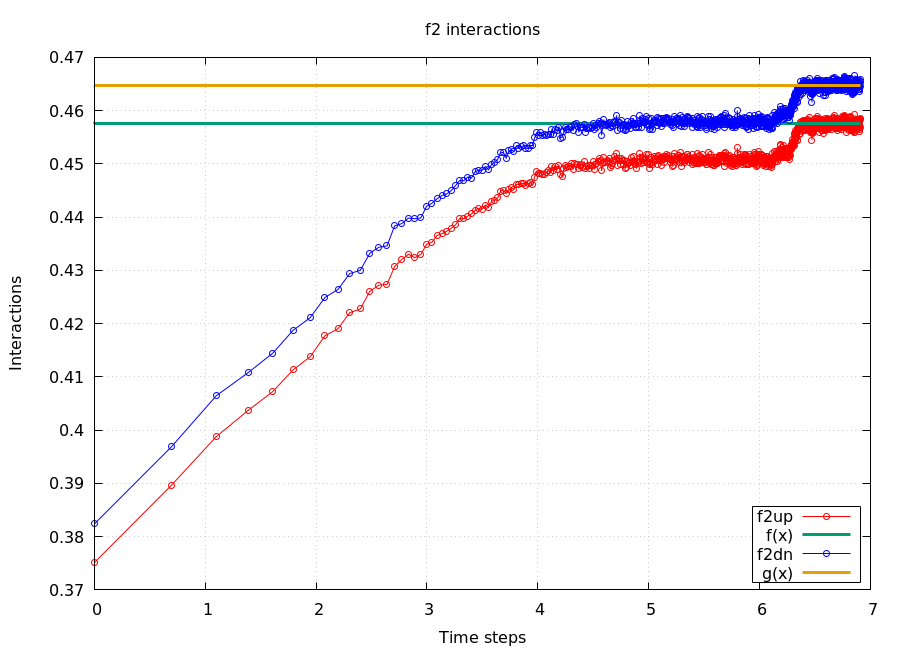 f2 interactions
0.47
0.46
0.45
0.44
0.43
0.42
0.41
0.4
0.39
0.38
0.37
Interactions
0 1 2 3 4 5 6 7
Time steps
f2up
f(x)
f2dn
g(x)